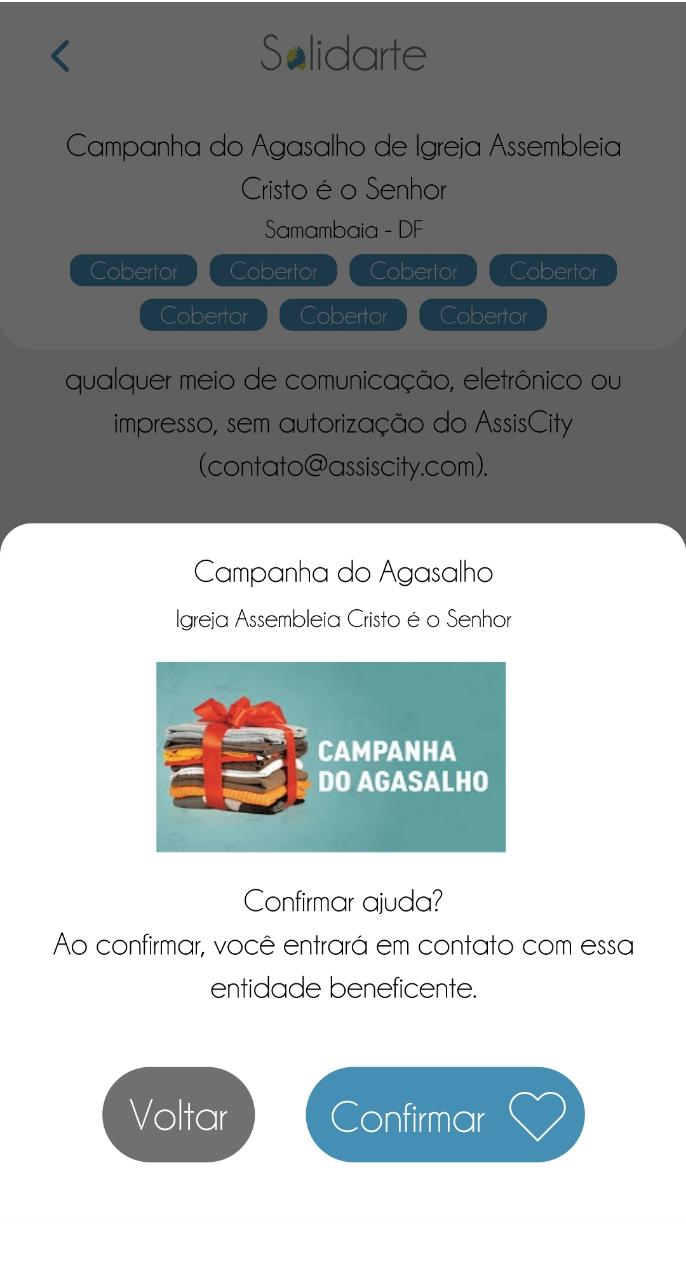 Solidarte
Campanha do Agasalho de Igreja Assembleia
Cristo é o Senhor
Samambaia - DF
Cobertor Cobertor Cobertor Cobertor
Cobertor Cobertor Cobertor
qualquer meio de comunicação, eletrônico ou
impresso, sem autorização do AssisCity
(contato@assiscity.com).
Campanha do Agasalho
Igreja Assembleia Cristo é o Senhor
CAMPANHA
DO AGASALHO
Confirmar ajuda?
Ao confirmar, você entrará em contato com essa
entidade beneficente.
Voltar Confirmar